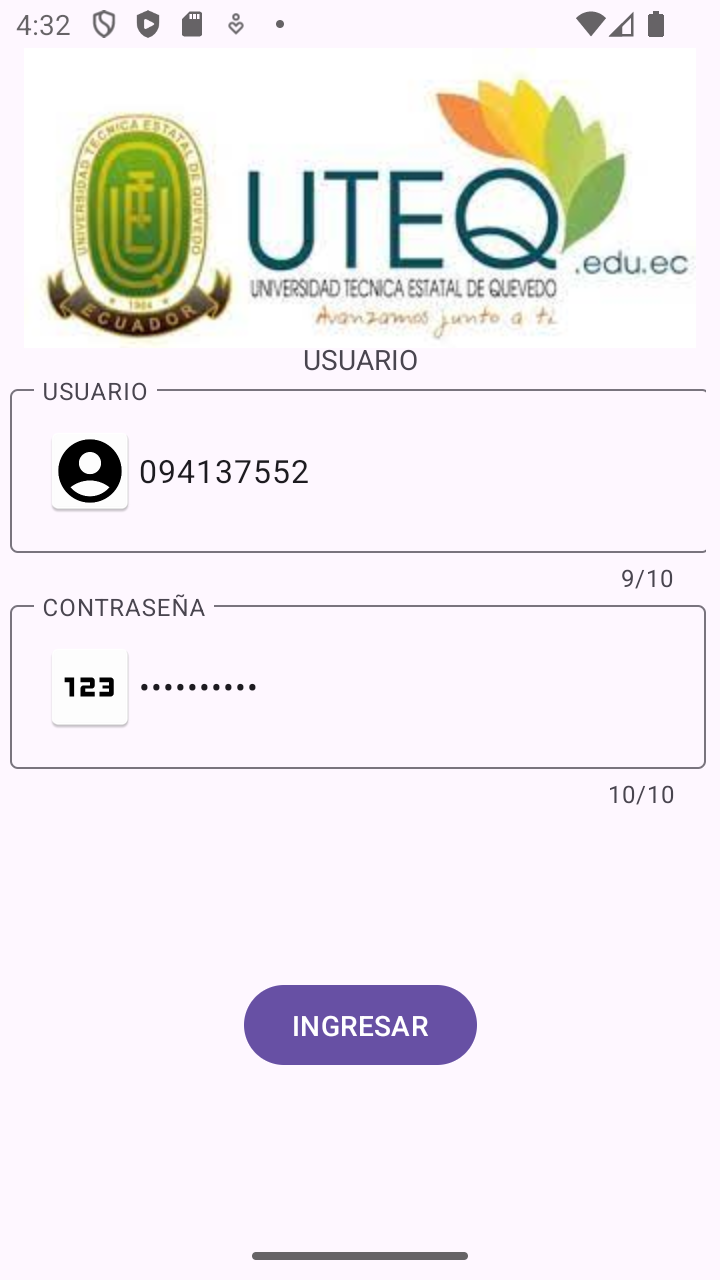 4:32
UNIVERSIDAD TECNICA ESTATAL DE QUEVEDO
1984
ECUADOR
UTEQ
.edu.ec
UNIVERSIDAD TECNICA ESTATAL DE QUEVEDO
Avanzamos junto a ti
USUARIO
USUARIO
094137552
9/10
CONTRASEÑA
123 ••••••••••
10/10
INGRESAR